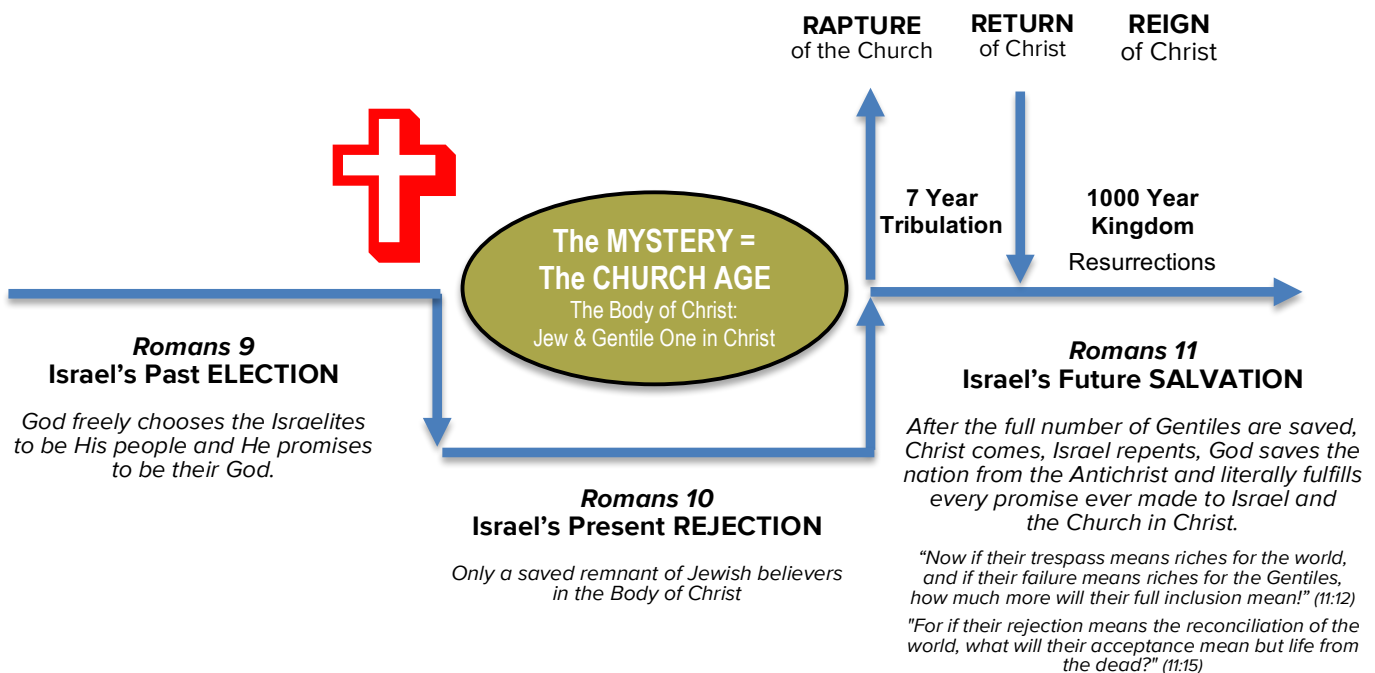 RAPTURE
of the Church
RETURN
of Christ
REIGN
of Christ
7 Year
Tribulation
1000 Year
Kingdom
Resurrections
The MYSTERY =
The CHURCH AGE
The Body of Christ:
Jew & Gentile One in Christ
Romans 9
Israel’s Past ELECTION
God freely chooses the Israelites
to be His people and He promises
to be their God.
Romans 10
Israel’s Present REJECTION
Only a saved remnant of Jewish believers
in the Body of Christ
Romans 11
Israel’s Future SALVATION
After the full number of Gentiles are saved,
Christ comes, Israel repents, God saves the
nation from the Antichrist and literally fulfills
every promise ever made to Israel and
the Church in Christ.
“Now if their trespass means riches for the world,
and if their failure means riches for the Gentiles,
how much more will their full inclusion mean!” (11:12)
"For if their rejection means the reconciliation of the
world, what will their acceptance mean but life from
the dead?" (11:15)